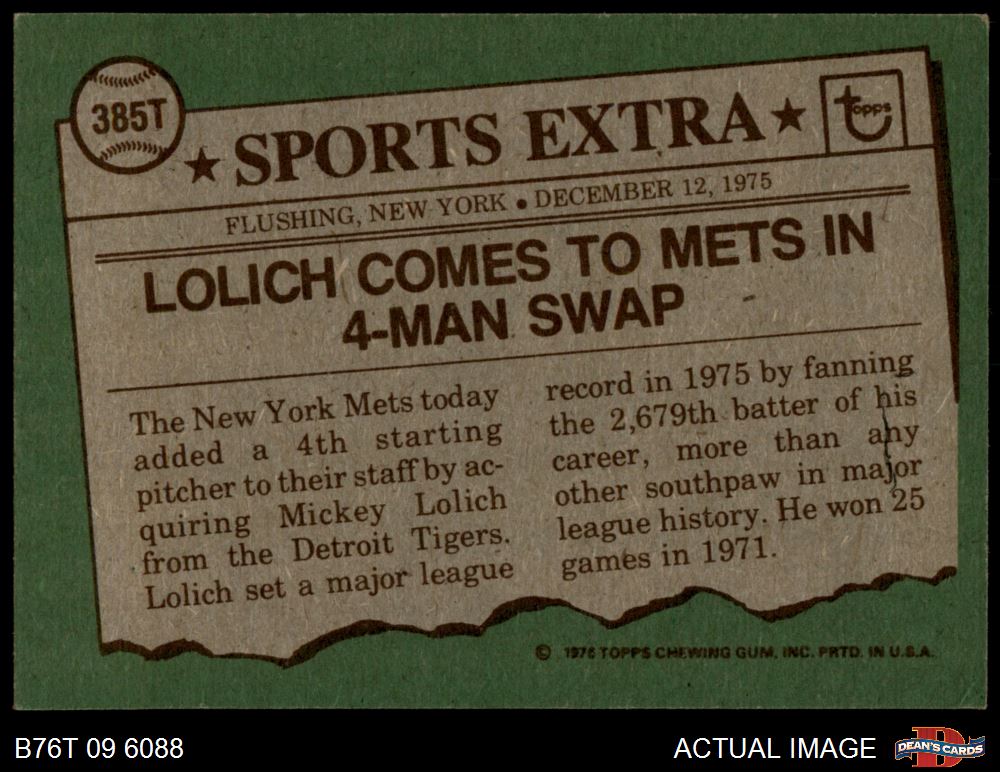 385T
★ SPORTS EXTRA ★
topps
FLUSHING, NEW YORK • DECEMBER 12, 1975
LOLICH COMES TO METS IN
4-MAN SWAP
The New York Mets today
added a 4th starting
pitcher to their staff by ac-
quiring Mickey Lolich
from the Detroit Tigers.
Lolich set a major league
record in 1975 by fanning
the 2,679th batter of his
career, more than any
other southpaw in major
league history. He won 25
games in 1971.
© 1976 TOPPS CHEWING GUM, INC. PRTD. IN U.S.A.
B76T 09 6088
ACTUAL IMAGE
DEAN'S CARDS